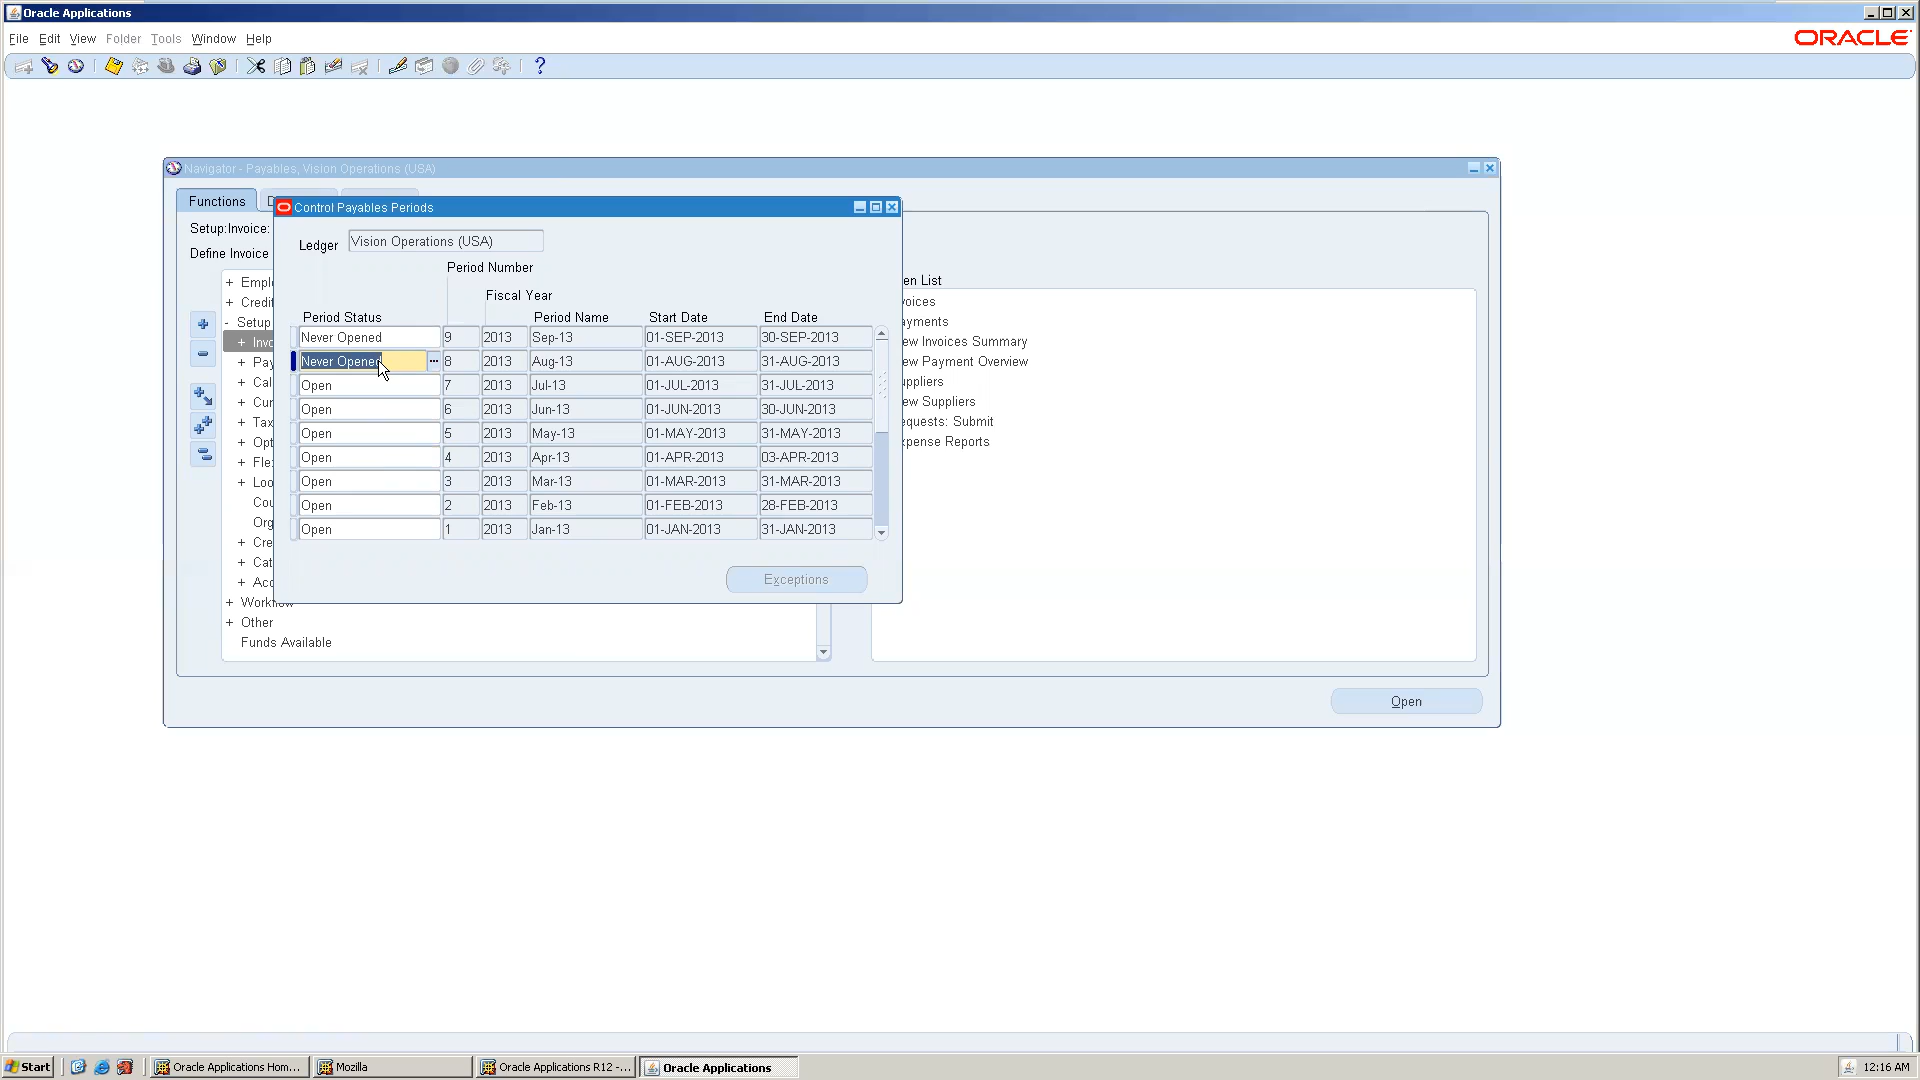 Oracle Applications
File Edit View Folder Tools Window Help
ORACLE
Navigator - Payables, Vision Operations (USA)
Functions
Setup:Invoice:
Define Invoice
+ Empl
+ Credit
- Setup
+ Invo
+ Pay
+ Cal
+ Cur
+ Tax
+ Opt
+ Fle
+ Loo
Cou
Org
+ Cre
+ Cat
+ Acc
+ Workflow
+ Other
Funds Available
Control Payables Periods
Ledger Vision Operations (USA)
Period Number
Fiscal Year
Period Status Period Name Start Date End Date
Never Opened 9 2013 Sep-13 01-SEP-2013 30-SEP-2013
Never Opened ... 8 2013 Aug-13 01-AUG-2013 31-AUG-2013
Open 7 2013 Jul-13 01-JUL-2013 31-JUL-2013
Open 6 2013 Jun-13 01-JUN-2013 30-JUN-2013
Open 5 2013 May-13 01-MAY-2013 31-MAY-2013
Open 4 2013 Apr-13 01-APR-2013 03-APR-2013
Open 3 2013 Mar-13 01-MAR-2013 31-MAR-2013
Open 2 2013 Feb-13 01-FEB-2013 28-FEB-2013
Open 1 2013 Jan-13 01-JAN-2013 31-JAN-2013
Exceptions
en List
voices
ayments
ew Invoices Summary
ew Payment Overview
uppliers
ew Suppliers
equests: Submit
xpense Reports
Open
Start Oracle Applications Hom... Mozilla Oracle Applications R12 -... Oracle Applications 12:16 AM